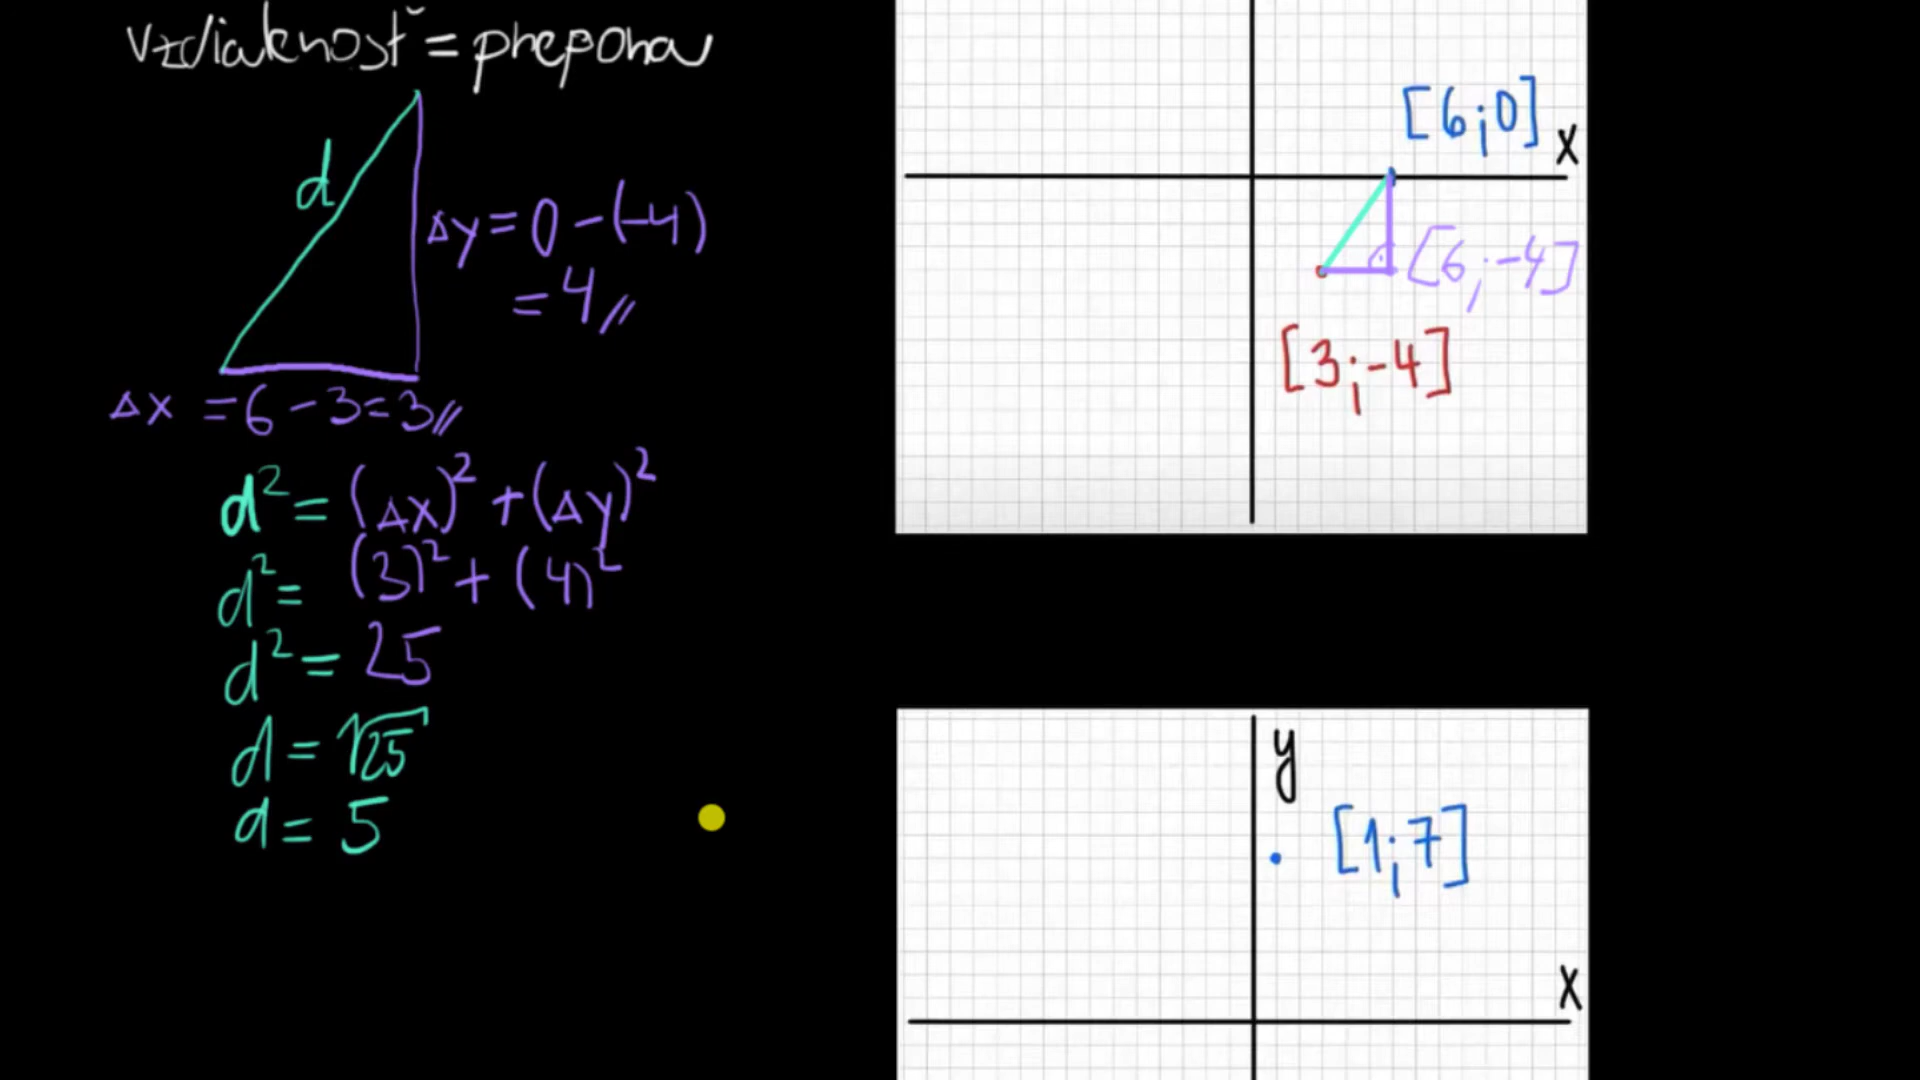 vzdialenosť = prepona
d
Δy = 0 - (-4)
= 4
Δx = 6 - 3 = 3
d² = (Δx)² + (Δy)²
d² = (3)² + (4)²
d² = 25
d = √25
d = 5
[6;0]
x
[6;-4]
[3;-4]
y
[1;7]
x